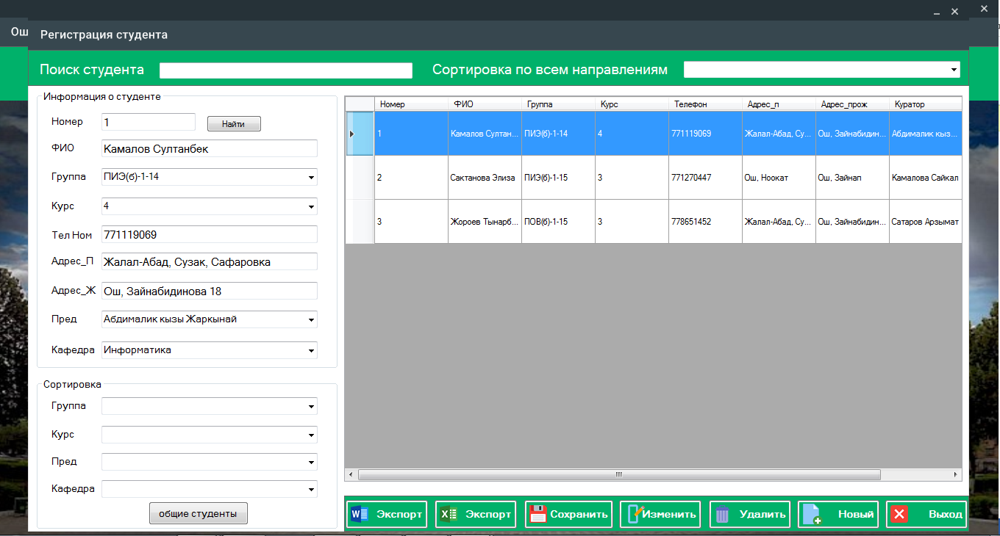 Ош
Регистрация студента
Поиск студента
Сортировка по всем направлениям
Информация о студенте
Номер 1 Найти
ФИО Камалов Султанбек
Группа ПИЭ(б)-1-14
Курс 4
Тел Ном 771119069
Адрес_П Жалал-Абад, Сузак, Сафаровка
Адрес_Ж Ош, Зайнабидинова 18
Пред Абдималик кызы Жаркынай
Кафедра Информатика
Сортировка
Группа
Курс
Пред
Кафедра
общие студенты
Номер ФИО Группа Курс Телефон Адрес_п Адрес_прож Куратор
1 Камалов Султан... ПИЭ(б)-1-14 4 771119069 Жалал-Абад, Су... Ош, Зайнабидин... Абдималик кыз...
2 Сактанова Элиза ПИЭ(б)-1-15 3 771270447 Ош, Ноокат Ош, Зайнап Камалова Сайкал
3 Жороев Тынарб... ПОВ(б)-1-15 3 778651452 Жалал-Абад, Су... Ош, Зайнабидин... Сатаров Арзымат
Экспорт Экспорт Сохранить Изменить Удалить Новый Выход